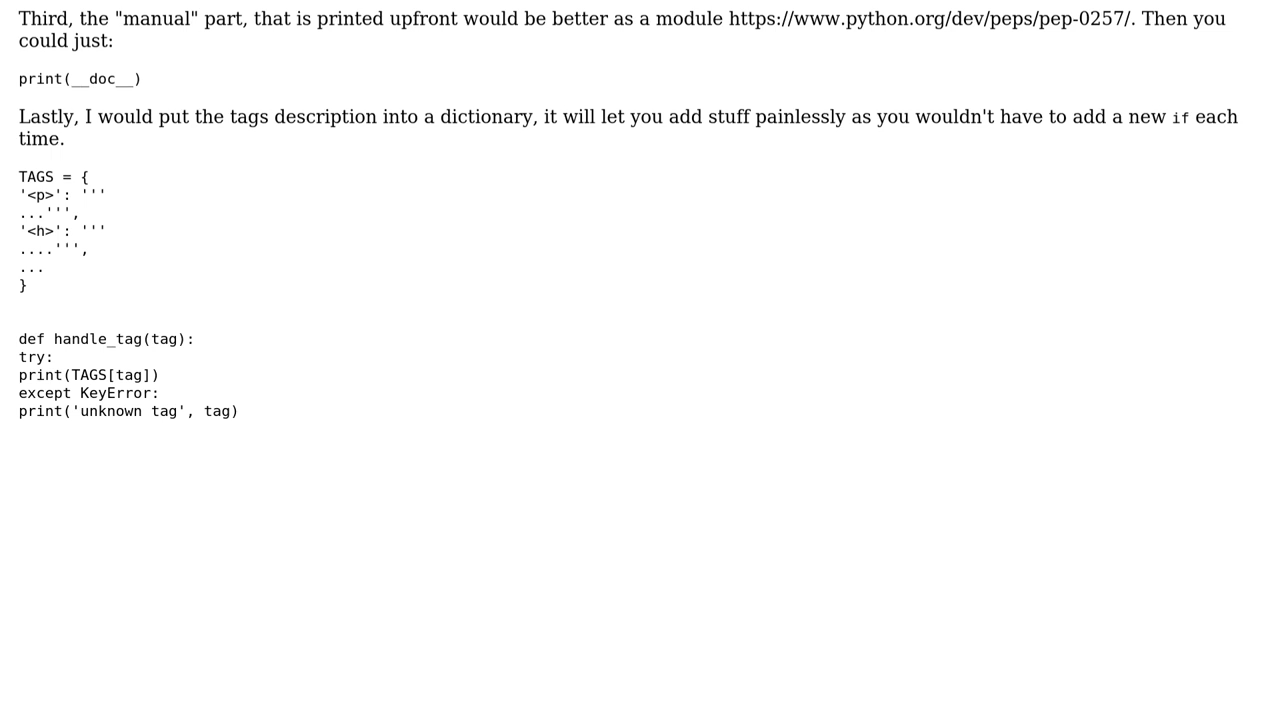 Third, the "manual" part, that is printed upfront would be better as a module https://www.python.org/dev/peps/pep-0257/. Then you
could just:
print(__doc__)
Lastly, I would put the tags description into a dictionary, it will let you add stuff painlessly as you wouldn't have to add a new if each
time.
TAGS = {
'<p>': '''
...''',
'<h>': '''
....''',
...
}
def handle_tag(tag):
try:
print(TAGS[tag])
except KeyError:
print('unknown tag', tag)